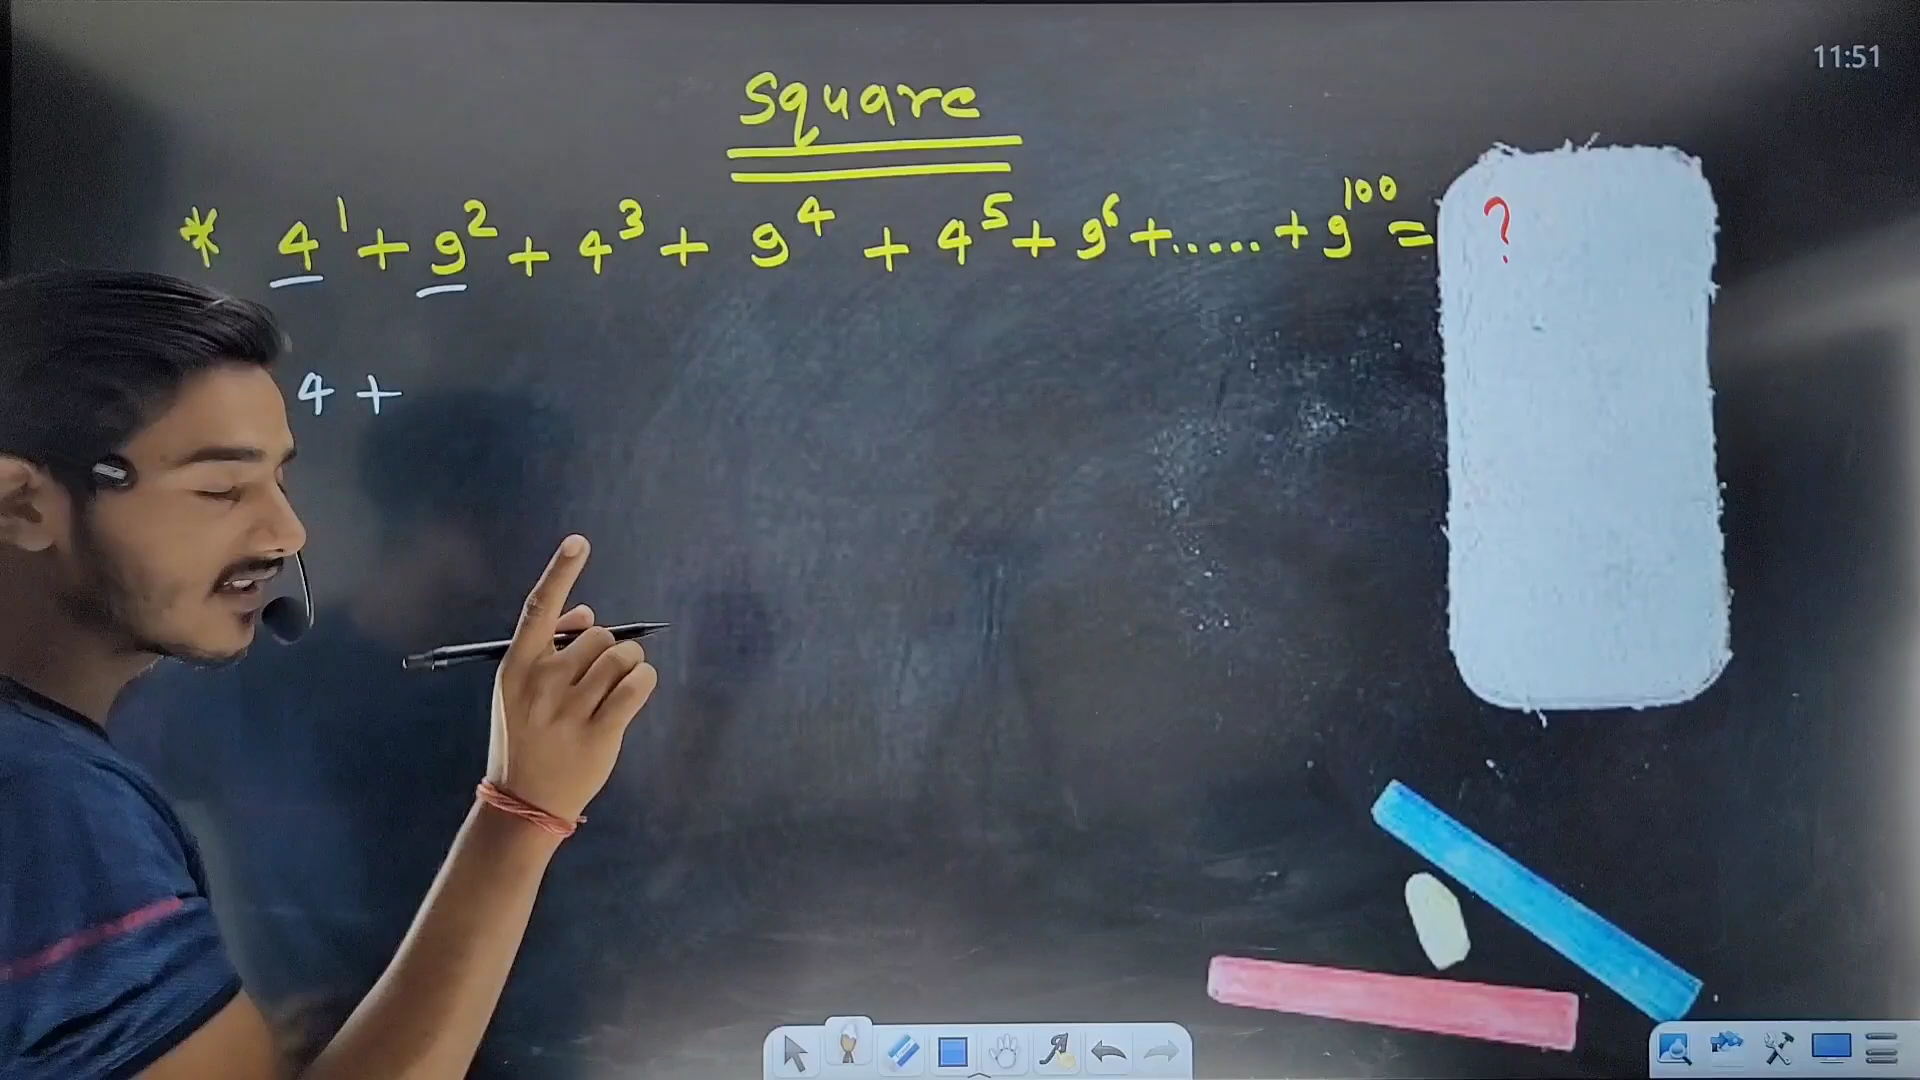 11:51
Square
* 4¹ + 9² + 4³ + 9⁴ + 4⁵ + 9⁶ + ..... + 9¹⁰⁰ = ?
4 +